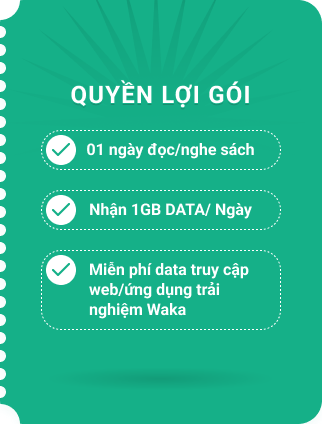 QUYỀN LỢI GÓI
01 ngày đọc/nghe sách
Nhận 1GB DATA/ Ngày
Miễn phí data truy cập
web/ứng dụng trải
nghiệm Waka